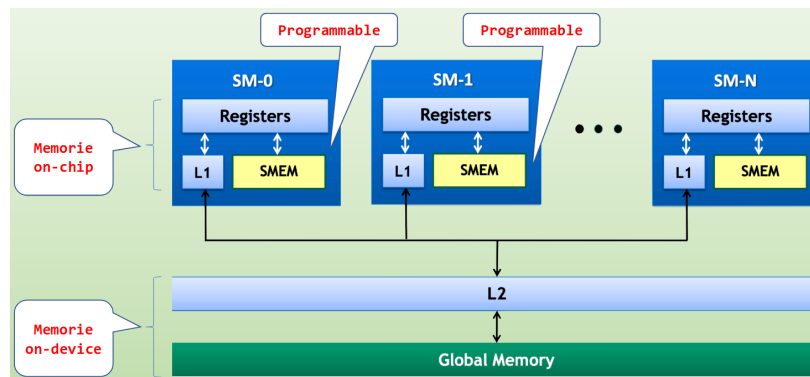 Programmable
Programmable
SM-0
SM-1
SM-N
Registers
Registers
Registers
Memorie
on-chip
L1
SMEM
L1
SMEM
L1
SMEM
L2
Memorie
on-device
Global Memory